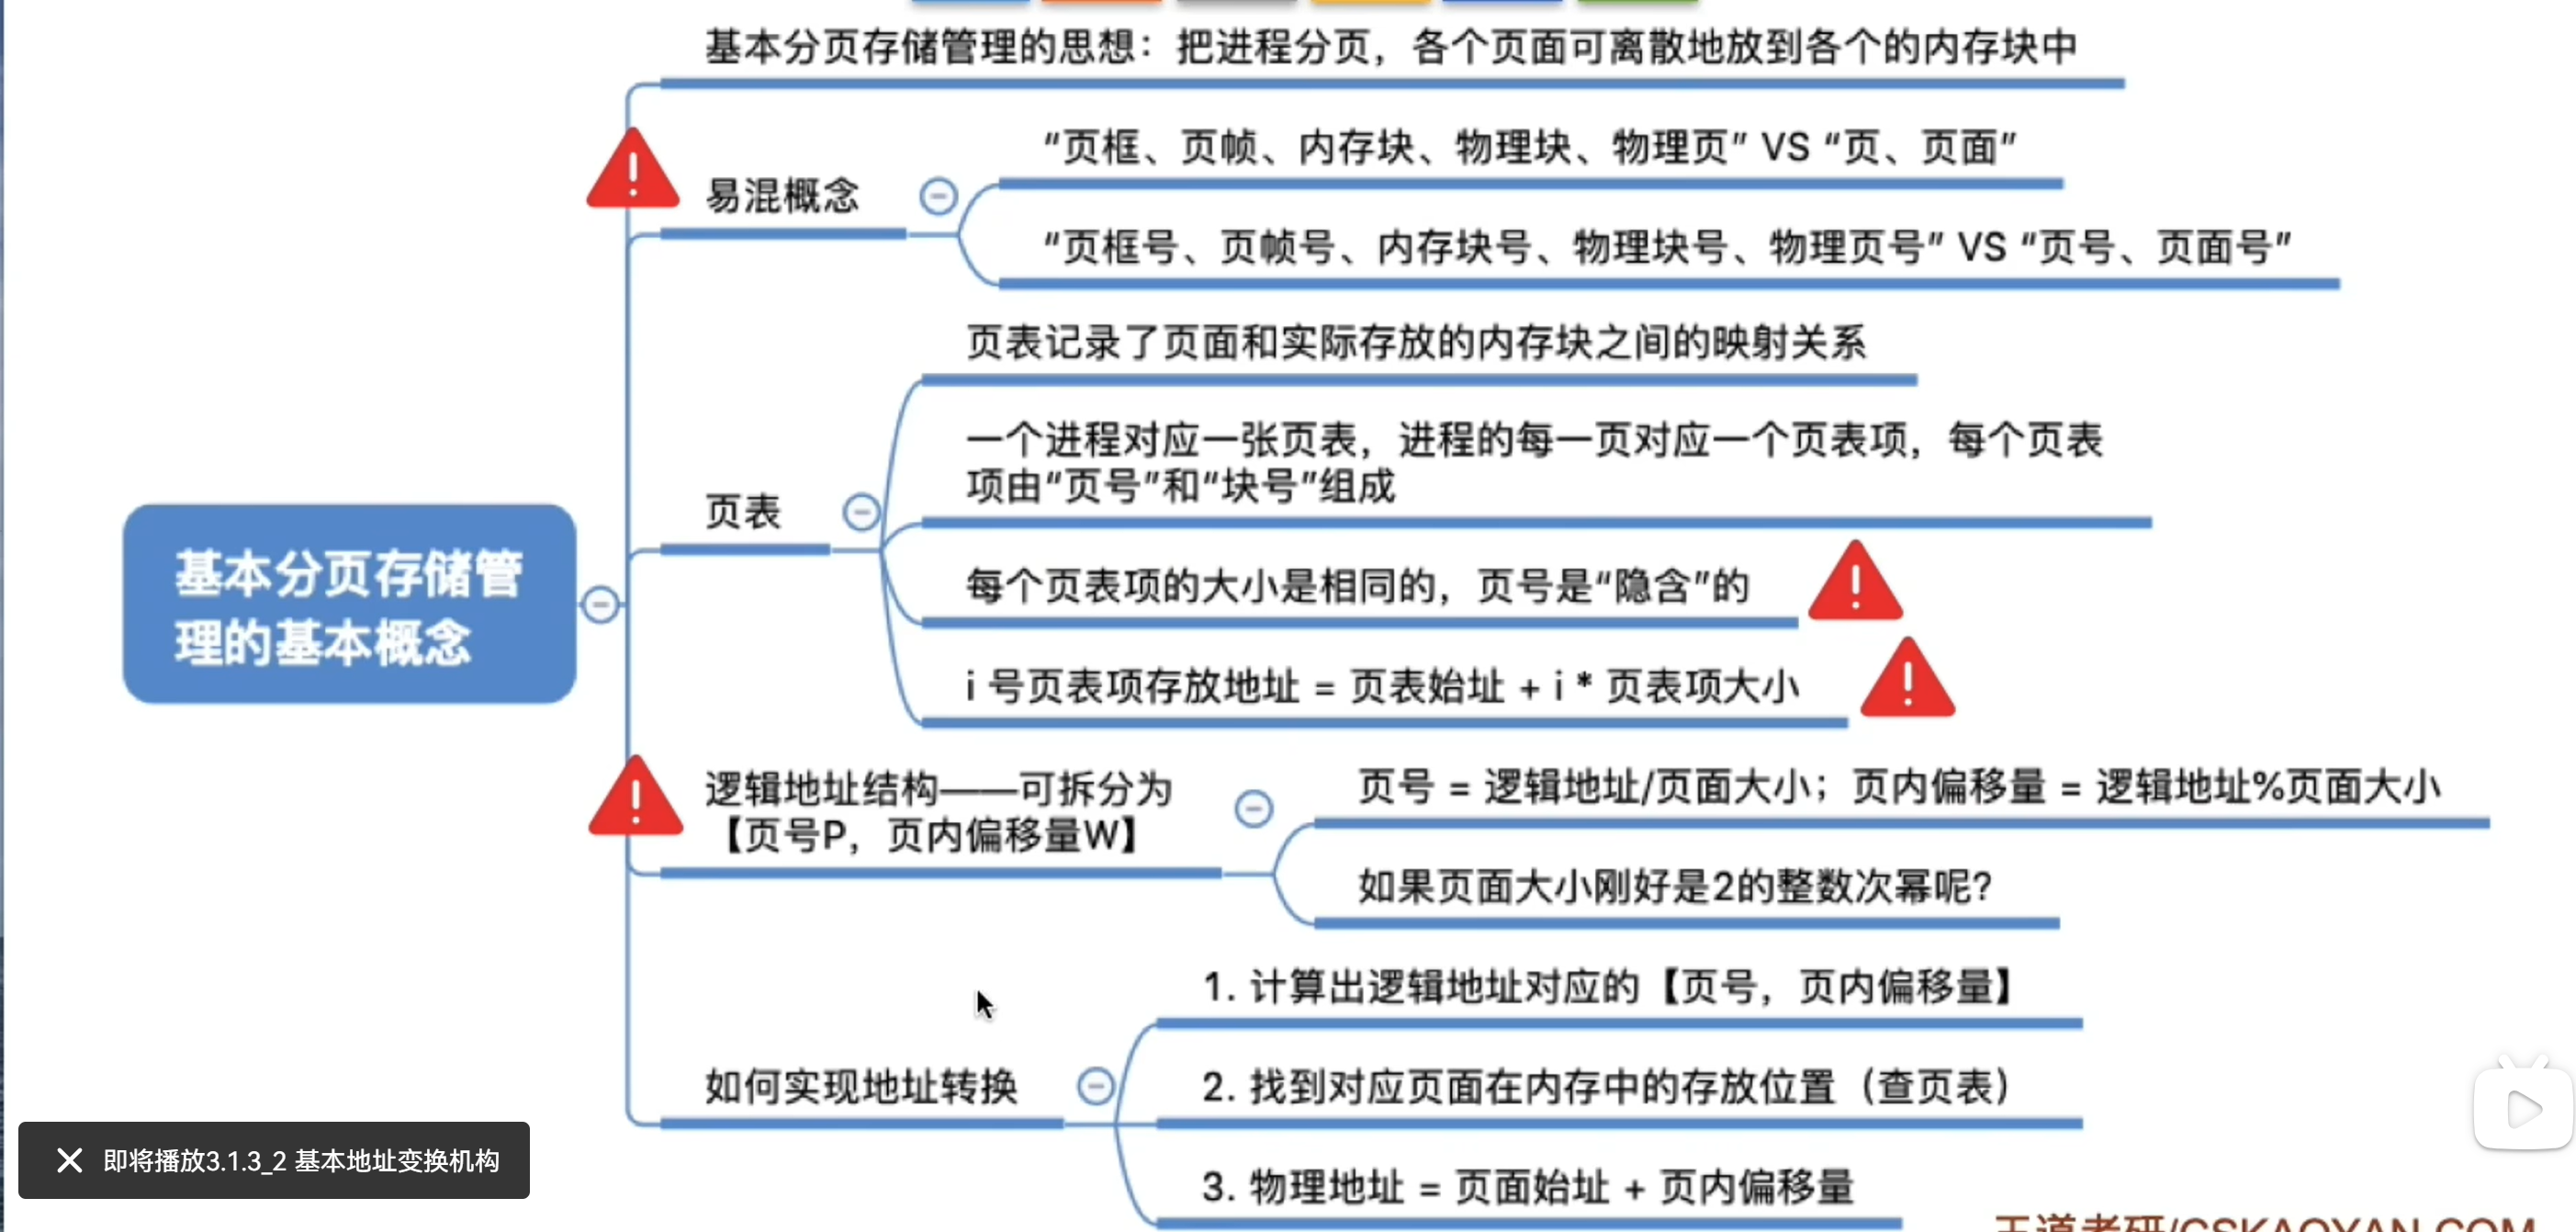 基本分页存储管理的思想：把进程分页，各个页面可离散地放到各个的内存块中
易混概念
“页框、页帧、内存块、物理块、物理页” VS “页、页面”
“页框号、页帧号、内存块号、物理块号、物理页号” VS “页号、页面号”
页表
页表记录了页面和实际存放的内存块之间的映射关系
一个进程对应一张页表，进程的每一页对应一个页表项，每个页表
项由“页号”和“块号”组成
每个页表项的大小是相同的，页号是“隐含”的
i 号页表项存放地址 = 页表始址 + i * 页表项大小
基本分页存储管
理的基本概念
逻辑地址结构——可拆分为
【页号P，页内偏移量W】
页号 = 逻辑地址/页面大小；页内偏移量 = 逻辑地址%页面大小
如果页面大小刚好是2的整数次幂呢？
如何实现地址转换
1. 计算出逻辑地址对应的【页号，页内偏移量】
2. 找到对应页面在内存中的存放位置（查页表）
3. 物理地址 = 页面始址 + 页内偏移量
即将播放3.1.3_2 基本地址变换机构
王道考研/CSKAOYAN.COM